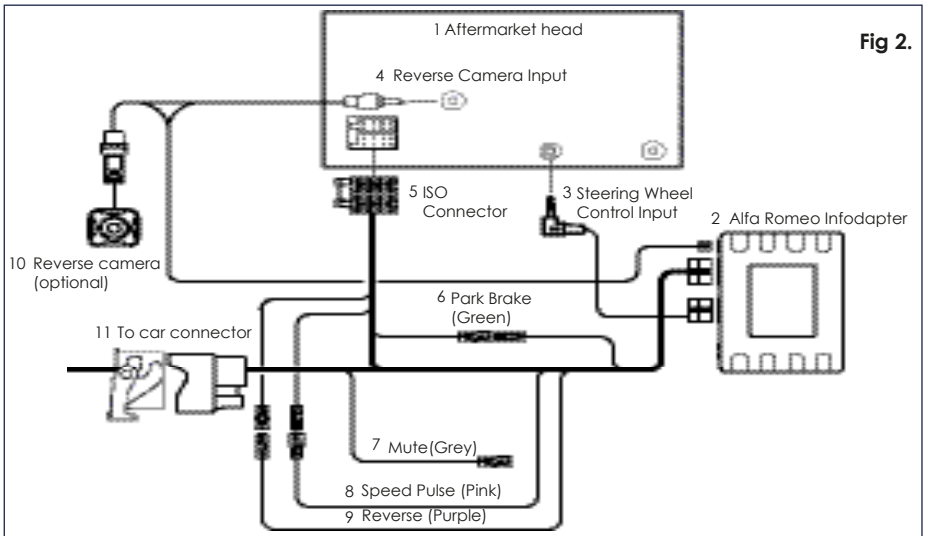 1 Aftermarket head
Fig 2.
4 Reverse Camera Input
5 ISO
Connector
3 Steering Wheel
Control Input
2 Alfa Romeo Infodapter
10 Reverse camera
(optional)
6 Park Brake
(Green)
11 To car connector
7 Mute(Grey)
8 Speed Pulse (Pink)
9 Reverse (Purple)